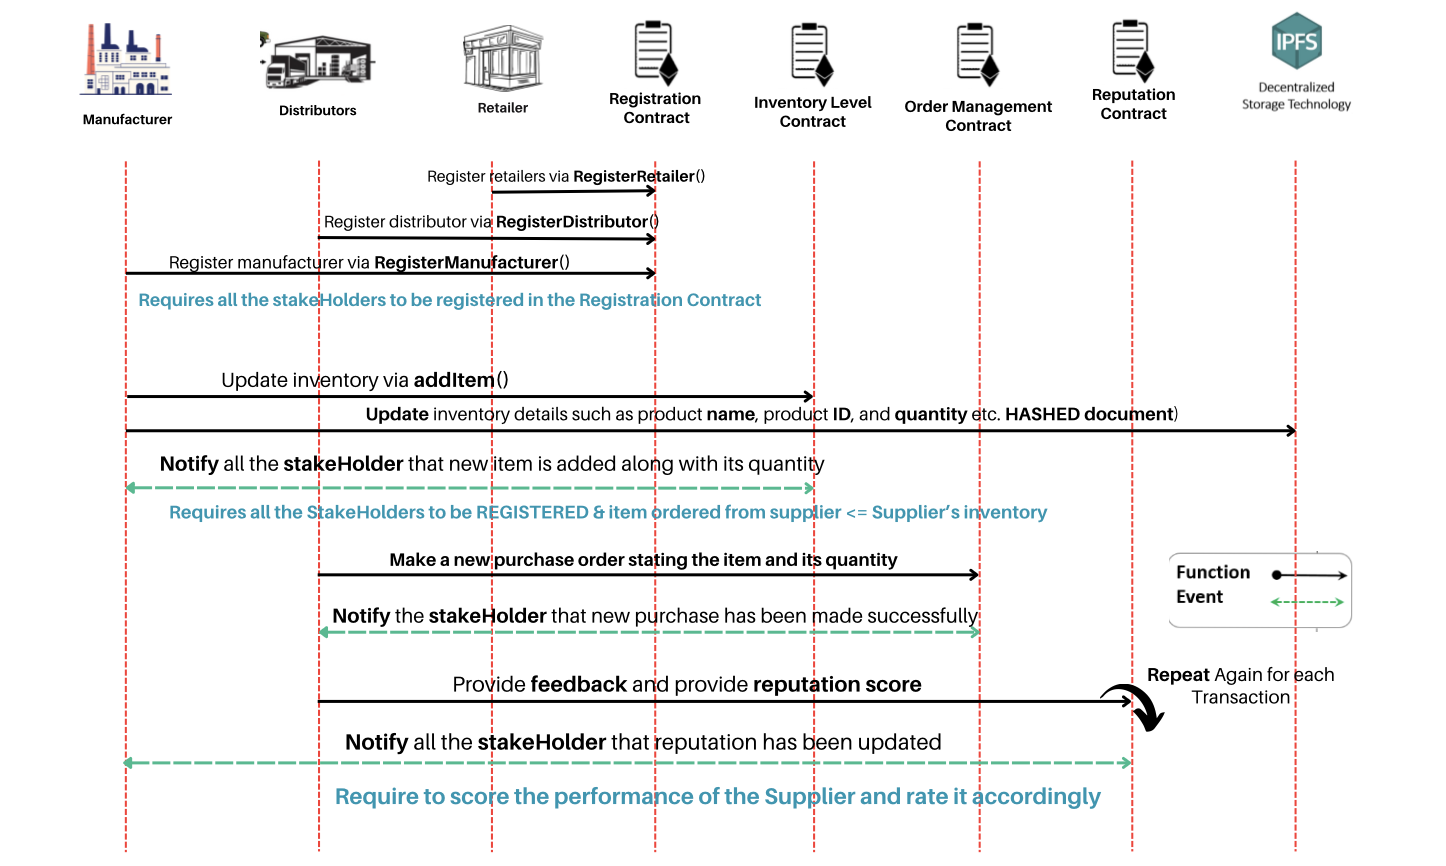 IPFS
Manufacturer
Distributors
Retailer
Registration
Contract
Inventory Level
Contract
Order Management
Contract
Reputation
Contract
Decentralized
Storage Technology
Register retailers via RegisterRetailer()
Register distributor via RegisterDistributor()
Register manufacturer via RegisterManufacturer()
Requires all the stakeHolders to be registered in the Registration Contract
Update inventory via addItem()
Update inventory details such as product name, product ID, and quantity etc. HASHED document)
Notify all the stakeHolder that new item is added along with its quantity
Requires all the StakeHolders to be REGISTERED & item ordered from supplier <= Supplier's inventory
Make a new purchase order stating the item and its quantity
Function
Event
Notify the stakeHolder that new purchase has been made successfully
Provide feedback and provide reputation score
Repeat Again for each
Transaction
Notify all the stakeHolder that reputation has been updated
Require to score the performance of the Supplier and rate it accordingly